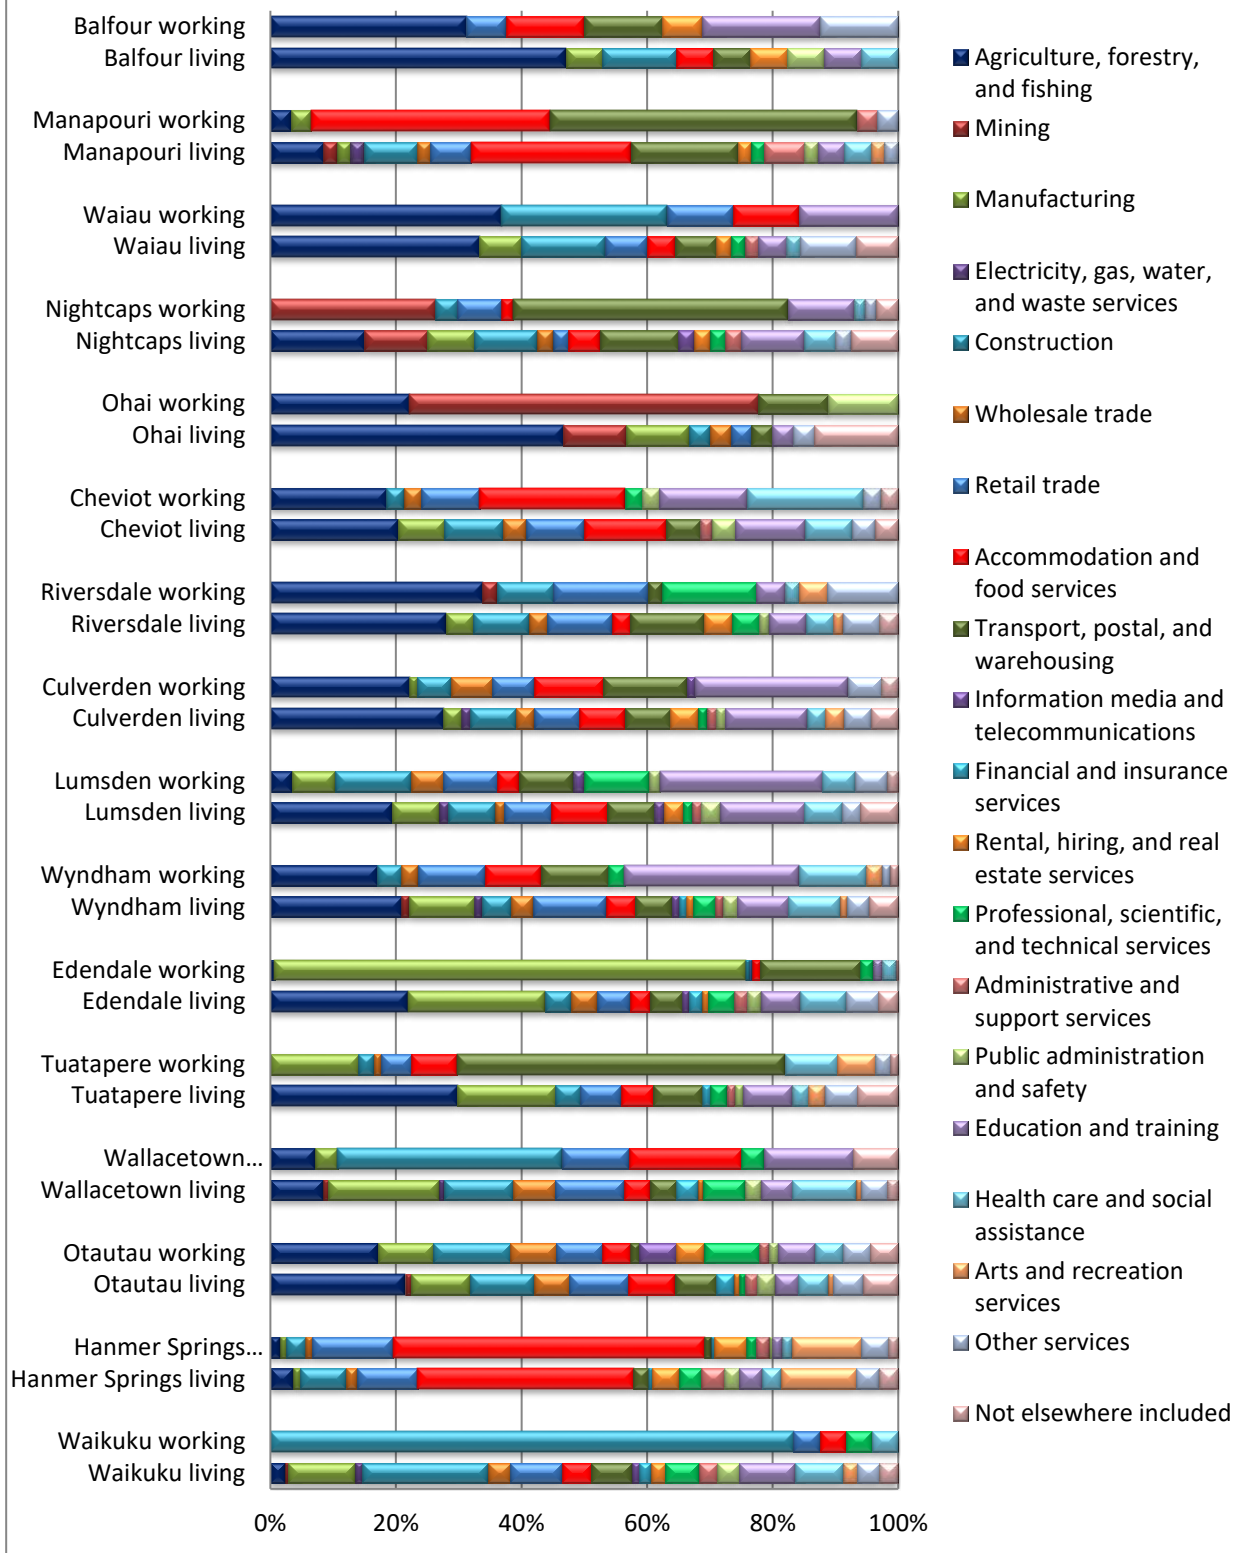 Balfour working
Balfour living
Manapouri working
Manapouri living
Waiau working
Waiau living
Nightcaps working
Nightcaps living
Ohai working
Ohai living
Cheviot working
Cheviot living
Riversdale working
Riversdale living
Culverden working
Culverden living
Lumsden working
Lumsden living
Wyndham working
Wyndham living
Edendale working
Edendale living
Tuatapere working
Tuatapere living
Wallacetown...
Wallacetown living
Otautau working
Otautau living
Hanmer Springs...
Hanmer Springs living
Waikuku working
Waikuku living
0% 20% 40% 60% 80% 100%
Agriculture, forestry,
and fishing
Mining
Manufacturing
Electricity, gas, water,
and waste services
Construction
Wholesale trade
Retail trade
Accommodation and
food services
Transport, postal, and
warehousing
Information media and
telecommunications
Financial and insurance
services
Rental, hiring, and real
estate services
Professional, scientific,
and technical services
Administrative and
support services
Public administration
and safety
Education and training
Health care and social
assistance
Arts and recreation
services
Other services
Not elsewhere included